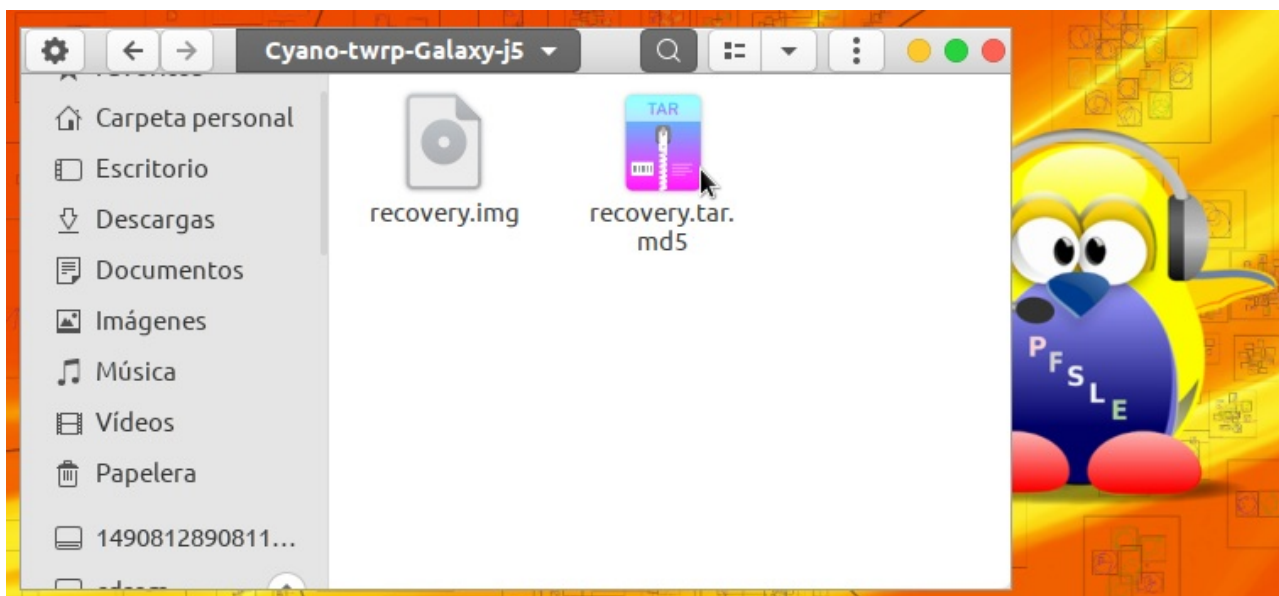 Cyano-twrp-Galaxy-j5
Carpeta personal
Escritorio
Descargas
Documentos
Imágenes
Música
Vídeos
Papelera
1490812890811...
TAR
recovery.img
recovery.tar.
md5
PFSLE